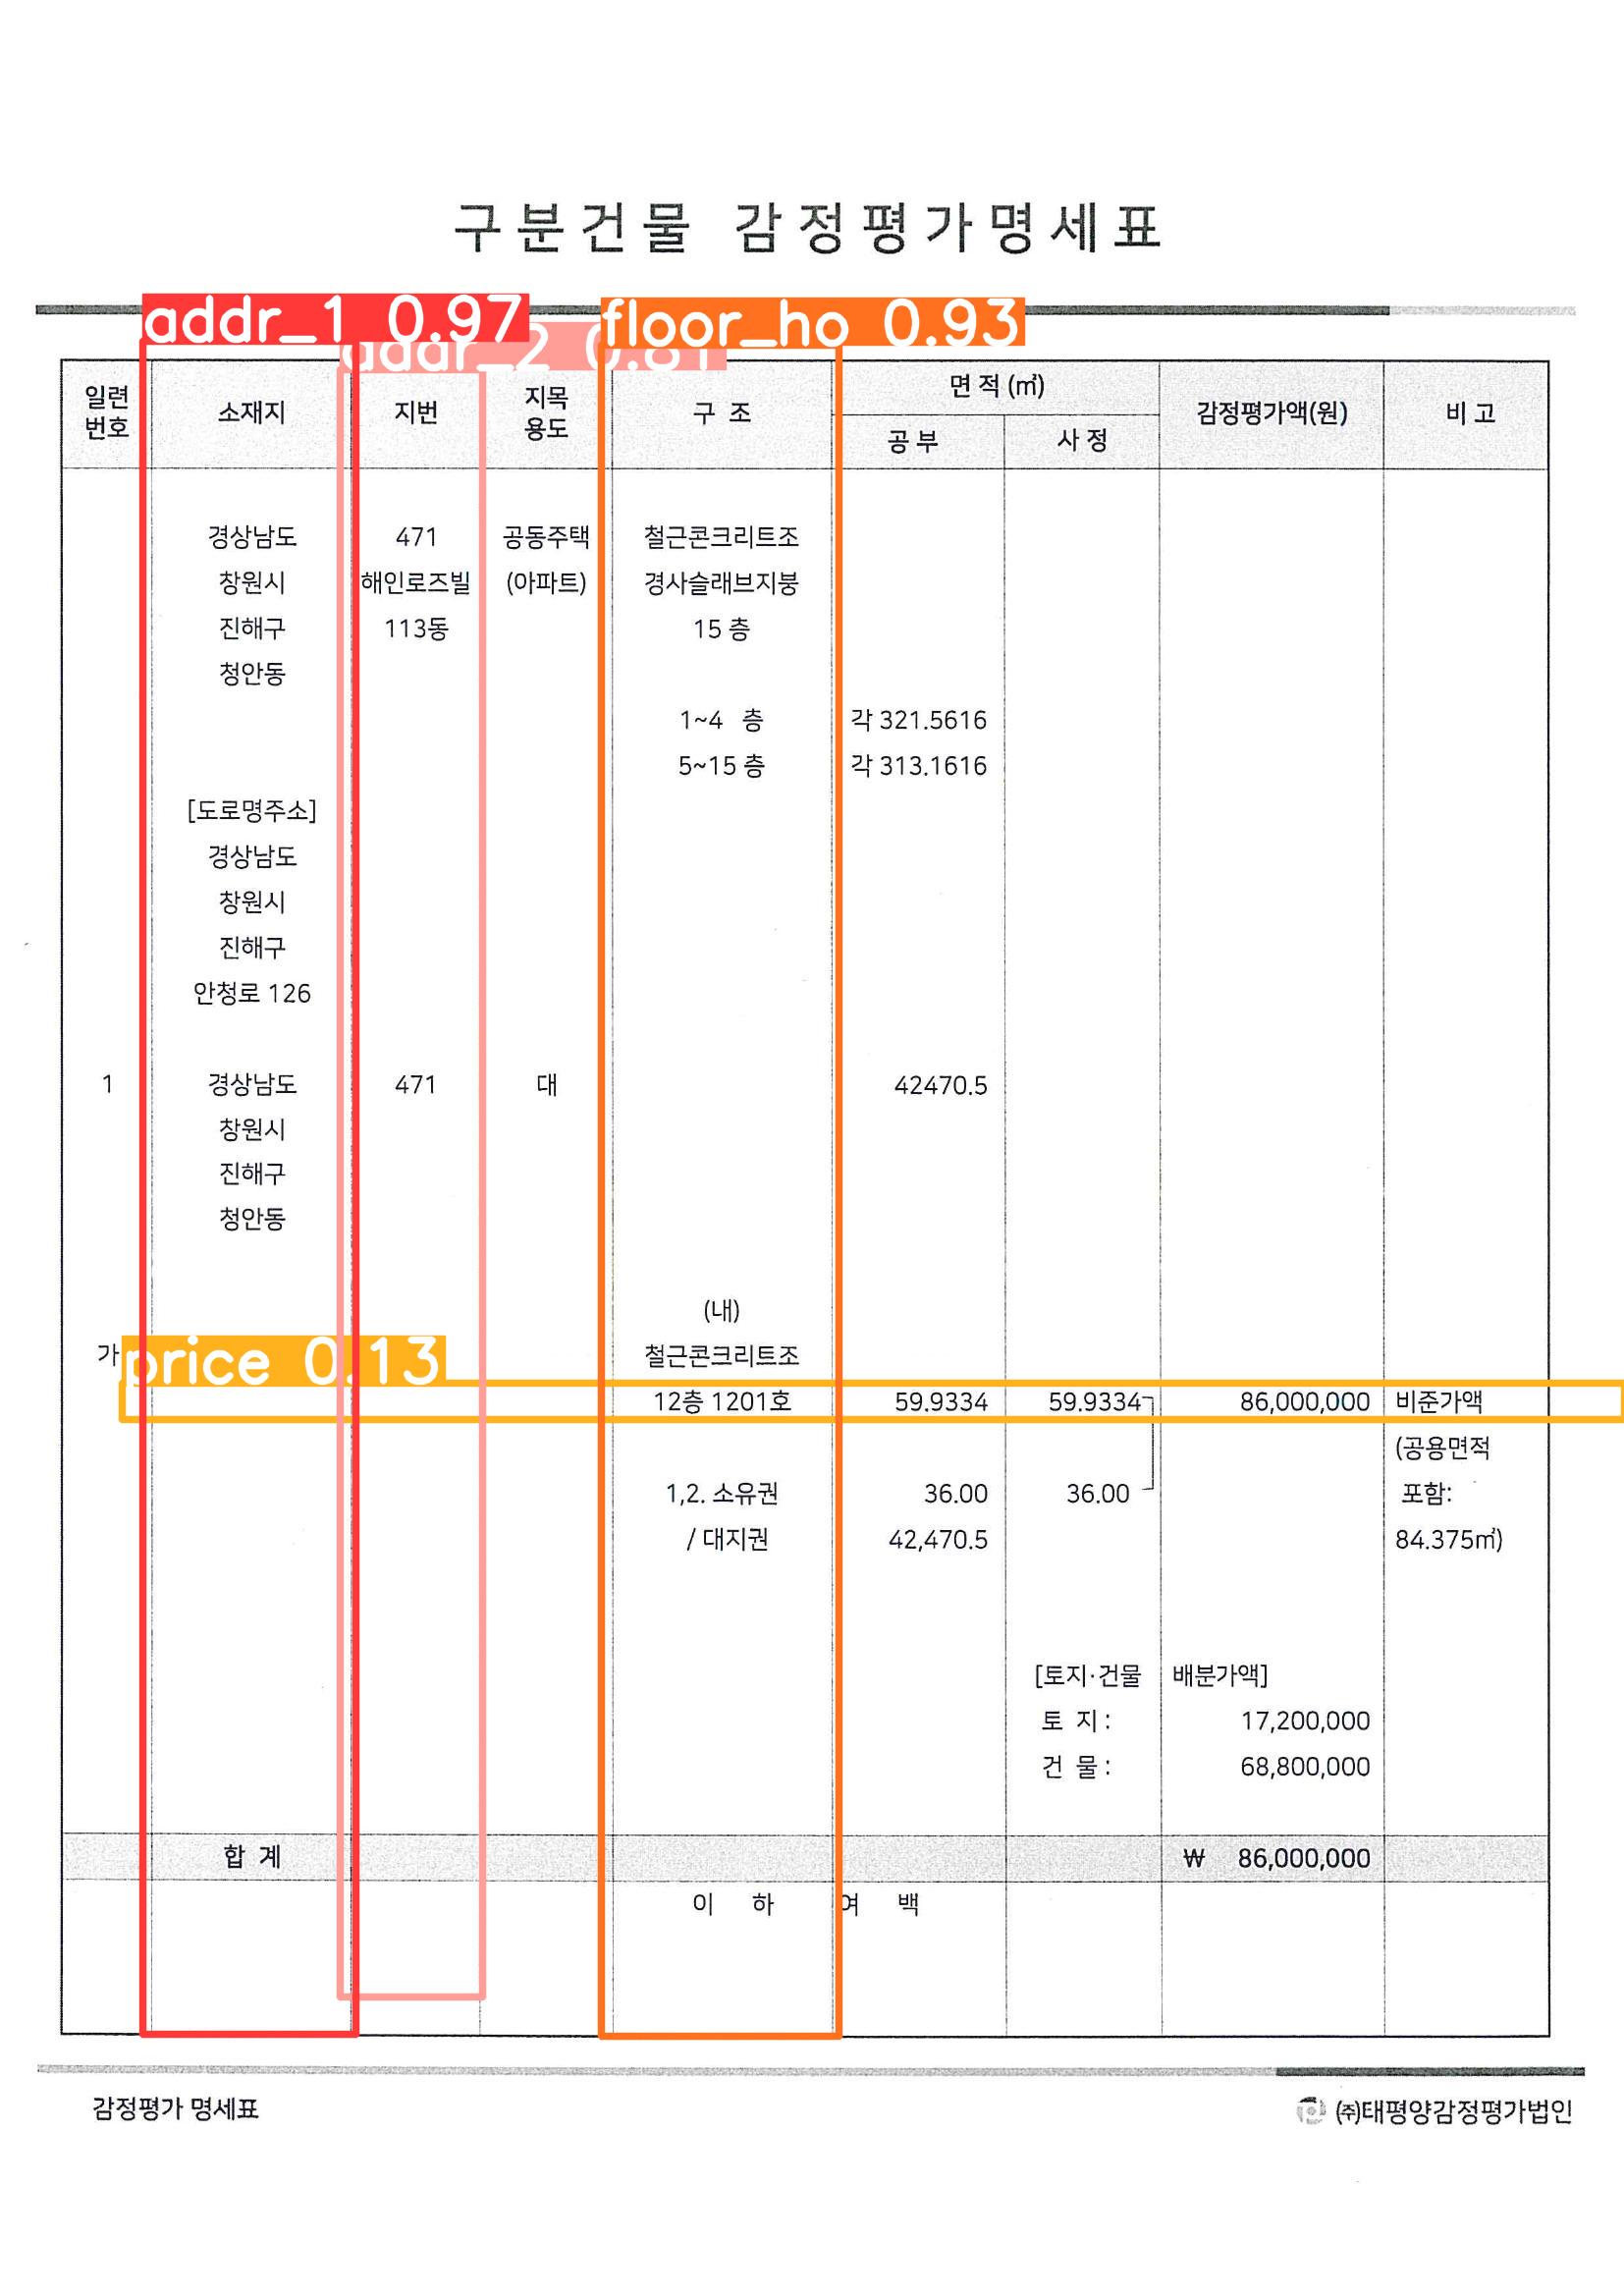 구분건물 감정평가명세표
addr_1 0.97
addr_2 0.81
floor_ho 0.93
일련번호 소재지 지번 지목용도 구 조 면 적 (㎡) 감정평가액(원) 비 고
공 부 사 정
경상남도 471 공동주택 철근콘크리트조
창원시 해인로즈빌 (아파트) 경사슬래브지붕
진해구 113동 15 층
청안동
1~4 층 각 321.5616
5~15 층 각 313.1616
[도로명주소]
경상남도
창원시
진해구
안청로 126
1 경상남도 471 대 42470.5
창원시
진해구
청안동
(내)
가 철근콘크리트조
price 0.13
12층 1201호 59.9334 59.9334 86,000,000 비준가액
(공용면적
1,2. 소유권 36.00 36.00 포함:
/ 대지권 42,470.5 84.375㎡)
[토지·건물 배분가액]
토 지 : 17,200,000
건 물 : 68,800,000
합 계 ₩ 86,000,000
이 하 여 백
감정평가 명세표 ㈜태평양감정평가법인